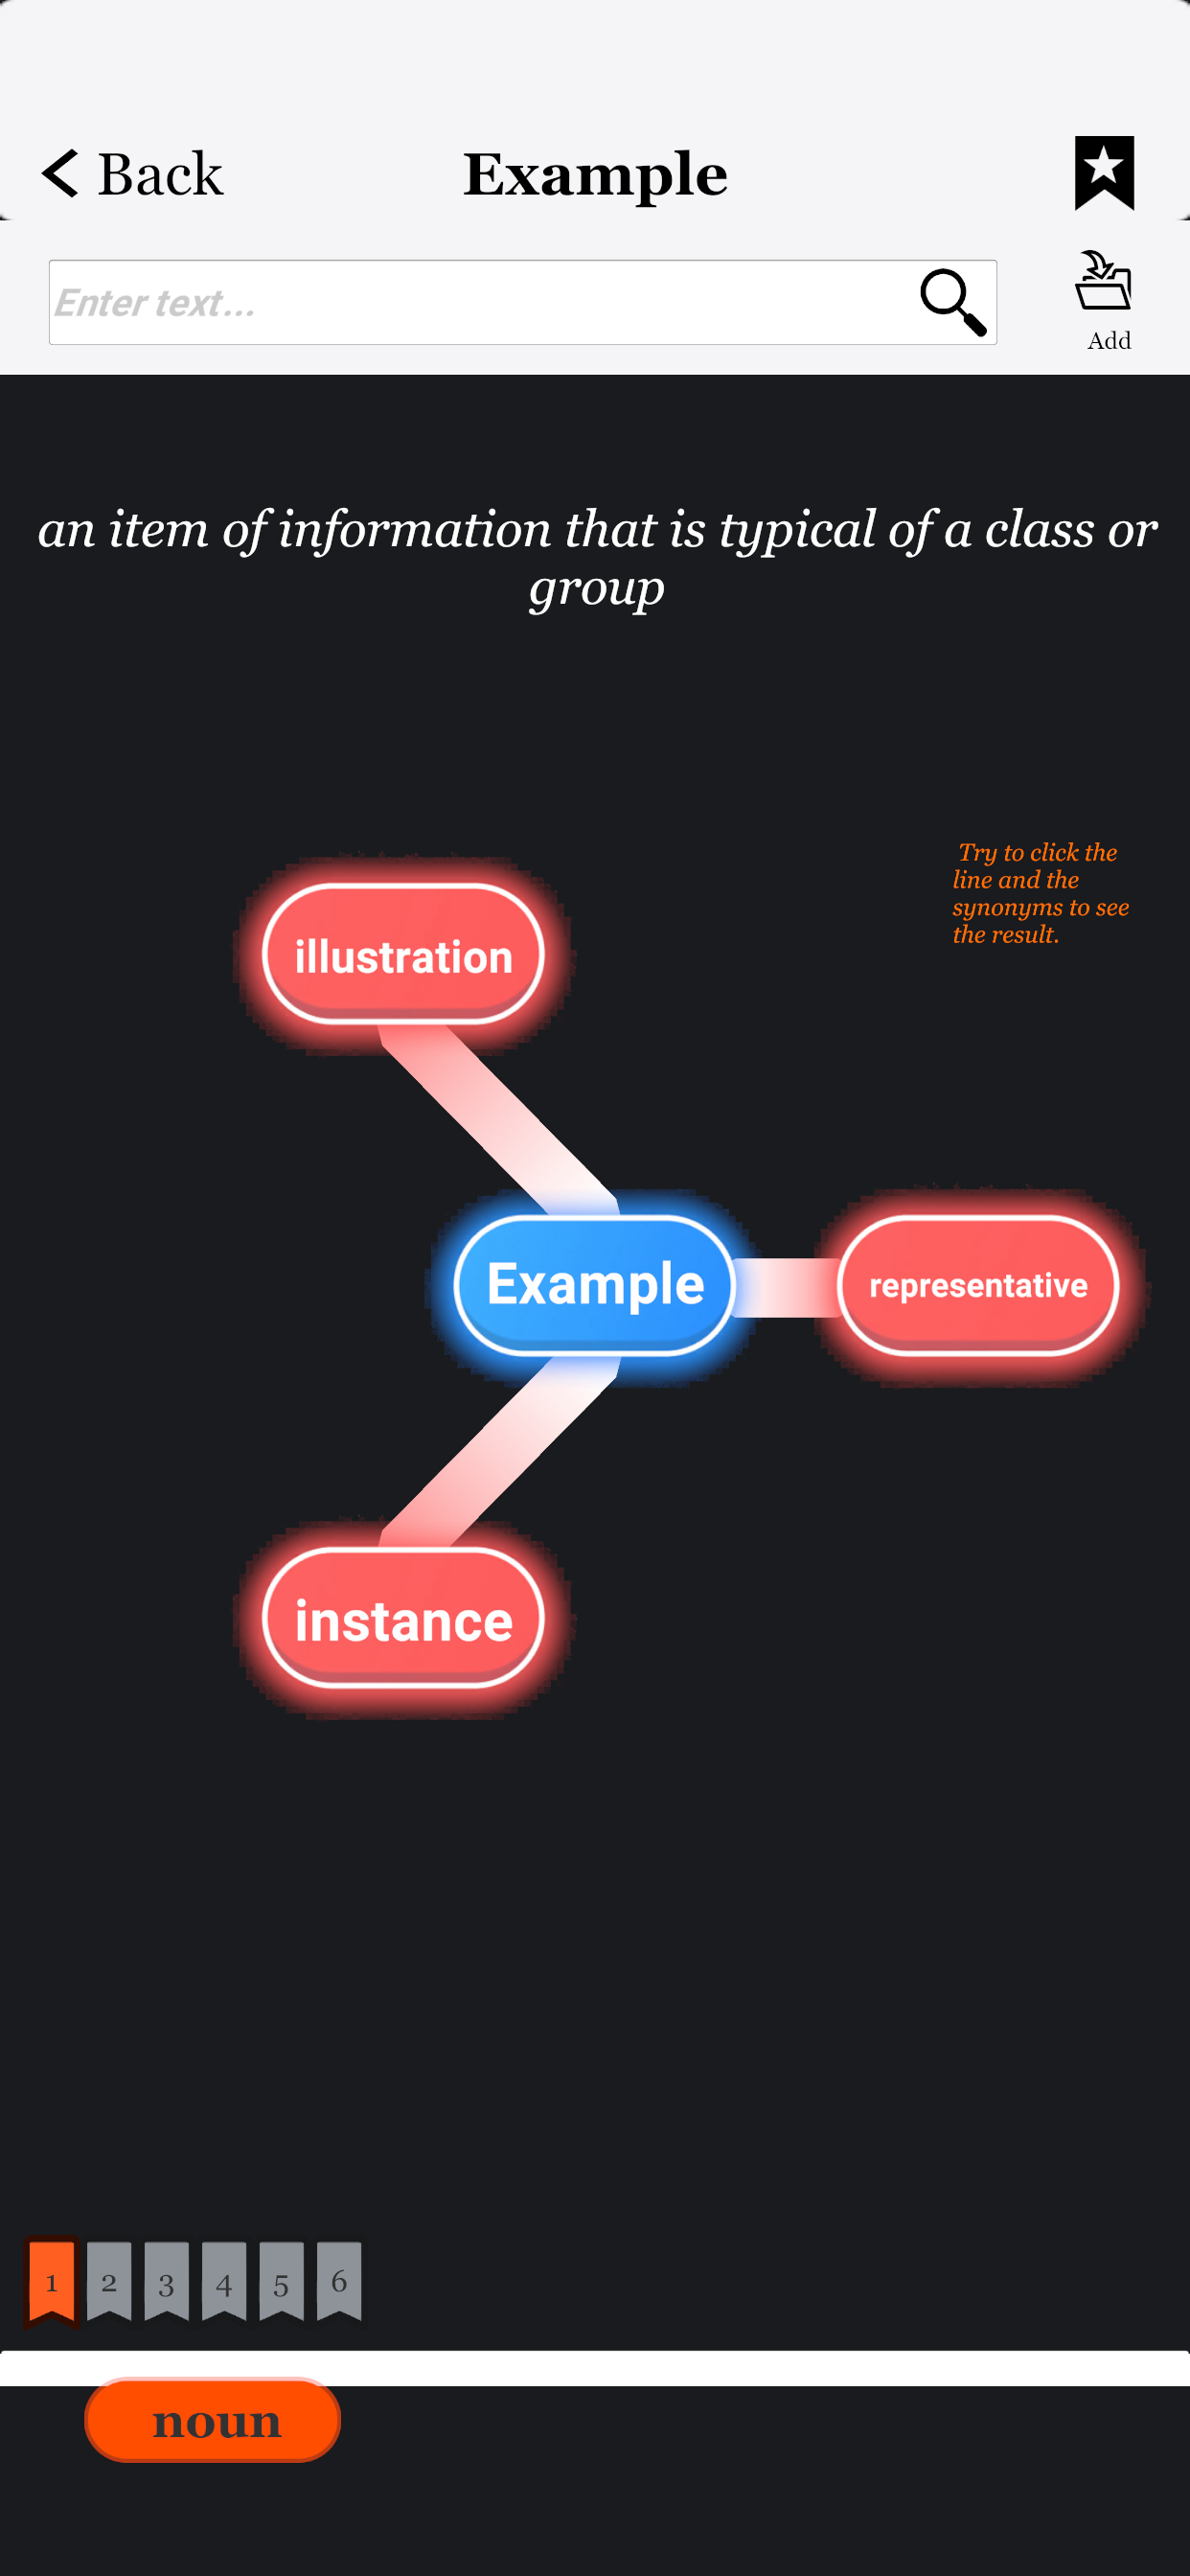 Back
Example
Enter text...
Add
an item of information that is typical of a class or
group
Try to click the
line and the
synonyms to see
the result.
illustration
Example
representative
instance
1 2 3 4 5 6
noun